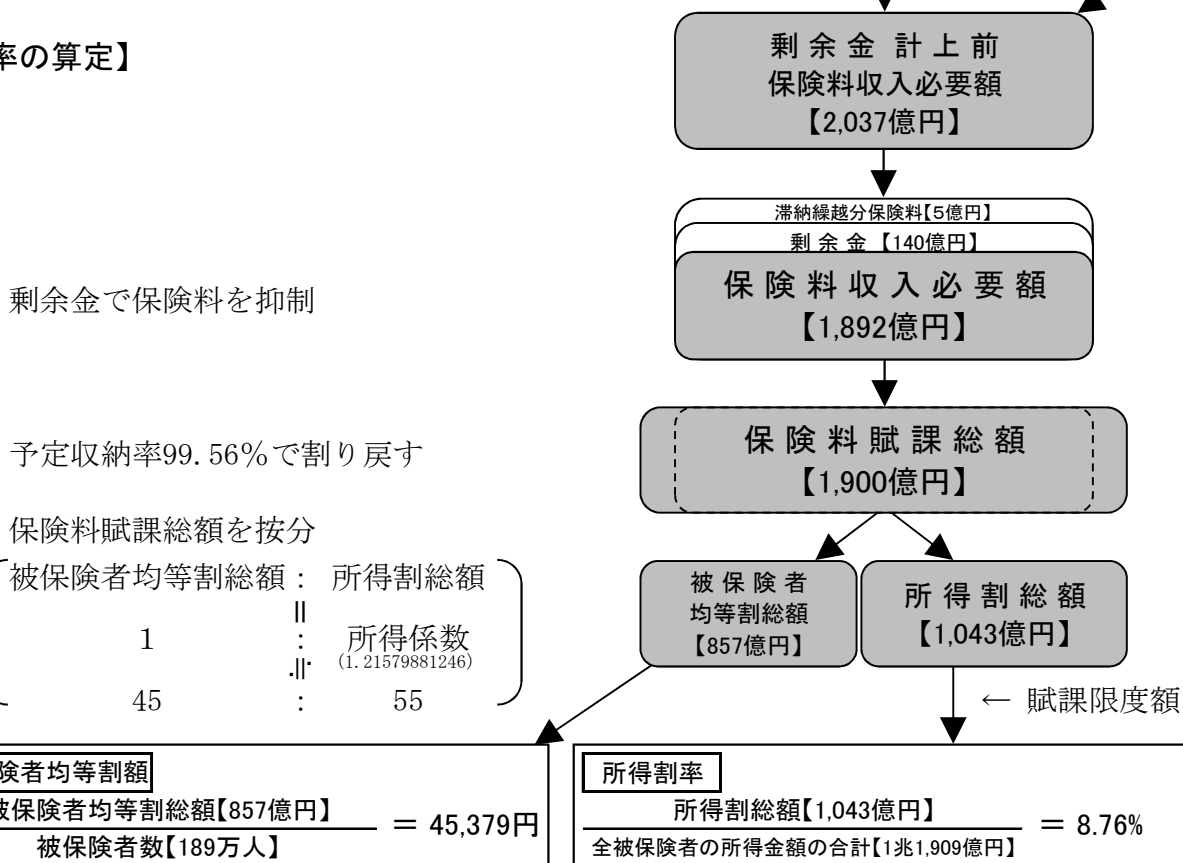 率の算定】
剰余金 計上前
保険料収入必要額
【2,037億円】
滞納繰越分保険料【5億円】
剰余金【140億円】
保険料収入必要額
【1,892億円】
剰余金で保険料を抑制
保険料賦課総額
【1,900億円】
予定収納率99.56%で割り戻す
保険料賦課総額を按分
被保険者均等割総額 : 所得割総額
||
1 : 所得係数
(1.21579881246)
.||·
45 : 55
被保険者
均等割総額
【857億円】
所得割総額
【1,043億円】
← 賦課限度額
険者均等割額
被保険者均等割総額【857億円】
被保険者数【189万人】
= 45,379円
所得割率
所得割総額【1,043億円】
全被保険者の所得金額の合計【1兆1,909億円】
= 8.76%